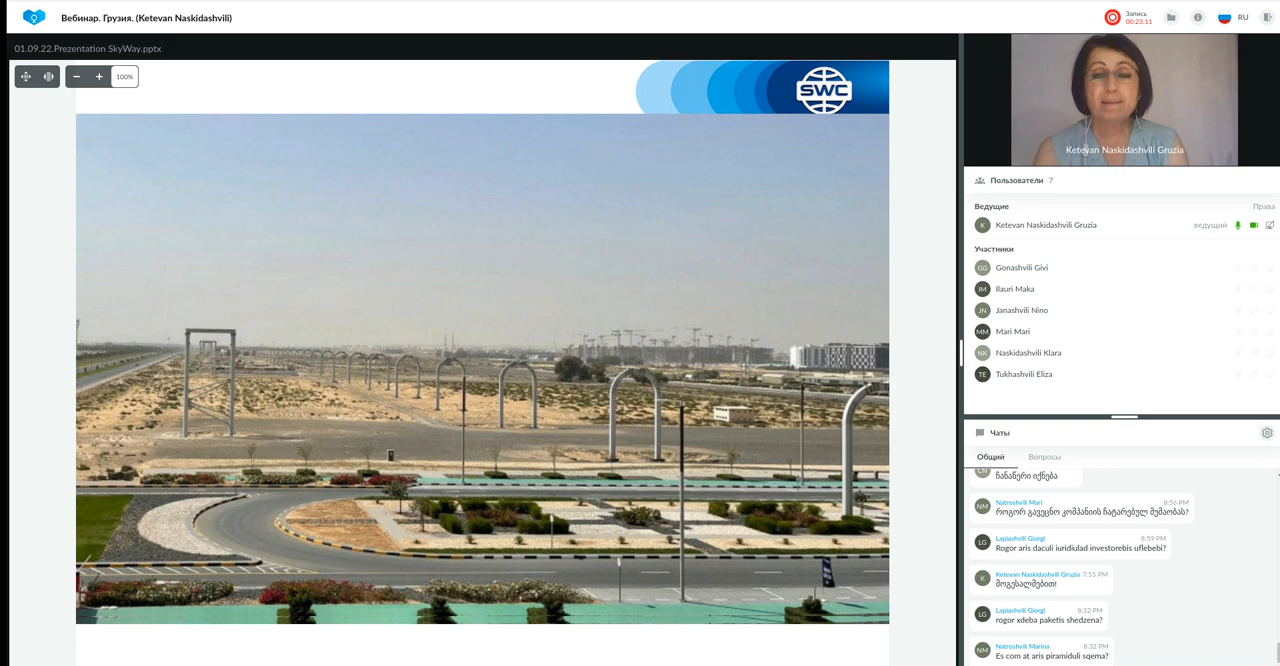 Вебинар. Грузия. (Ketevan Naskidashvili)
Запись
00:23:11
RU
01.09.22.Prezentation SkyWay.pptx
100%
SWC
Ketevan Naskidashvili Gruzia
Пользователи 7
Ведущие Права
K Ketevan Naskidashvili Gruzia ведущий
Участники
GG Gonashvili Givi
IM Ilauri Maka
JN Janashvili Nino
MM Mari Mari
NK Naskidashvili Klara
TE Tukhashvili Eliza
Чаты
Общий Вопросы
ჩანაწერი იქნება
Natroshvili Mari 8:56 PM
NM როგორ გავეცნო კომპანიის ჩატარებულ მუშაობას?
Lapiashvili Giorgi 8:59 PM
LG Rogor aris daculi iuridiulad investorebis uflebebi?
Ketevan Naskidashvili Gruzia 7:55 PM
K მოგესალმებით!
Lapiashvili Giorgi 8:32 PM
LG rogor xdeba paketis shedzena?
Natroshvili Marina 8:32 PM
NM Es com at aris piramiduli sqema?